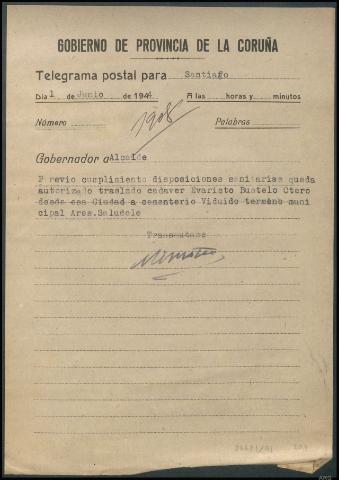 GOBIERNO DE PROVINCIA DE LA CORUÑA
Telegrama postal para Santiago
Día 1 de Junio de 1944 A las horas y minutos
Número Palabras
1908
Gobernador a Alcalde
Previo cumplimiento disposiciones sanitarias queda
autorizado traslado cadaver Evaristo Bustelo Otero
desde esa Ciudad a cementerio Viduido termino muni
cipal Ames.Saludole